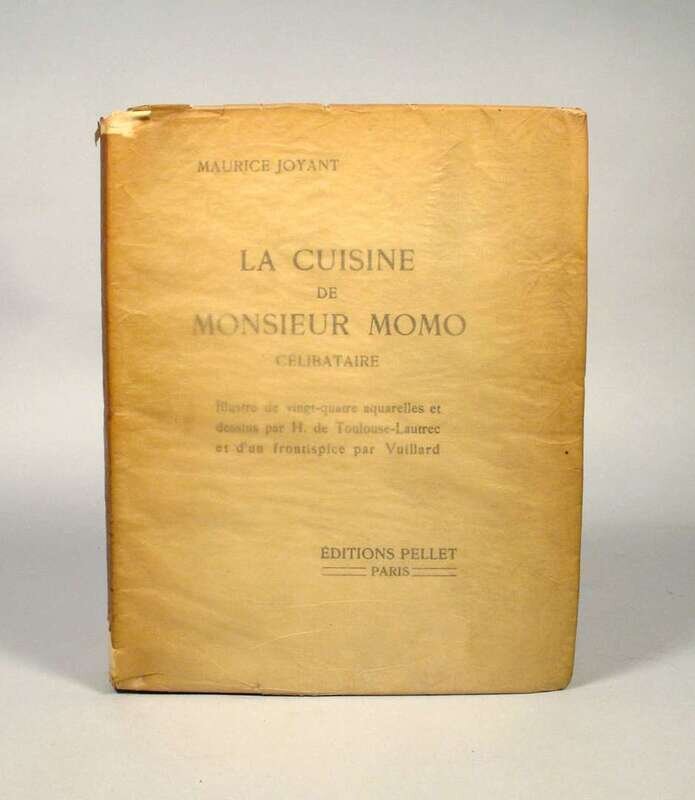 MAURICE JOYANT
LA CUISINE
DE
MONSIEUR MOMO
CÉLIBATAIRE
Illustré de vingt-quatre aquarelles et
dessins par H. de Toulouse-Lautrec
et d'un frontispice par Vuillard
ÉDITIONS PELLET
PARIS